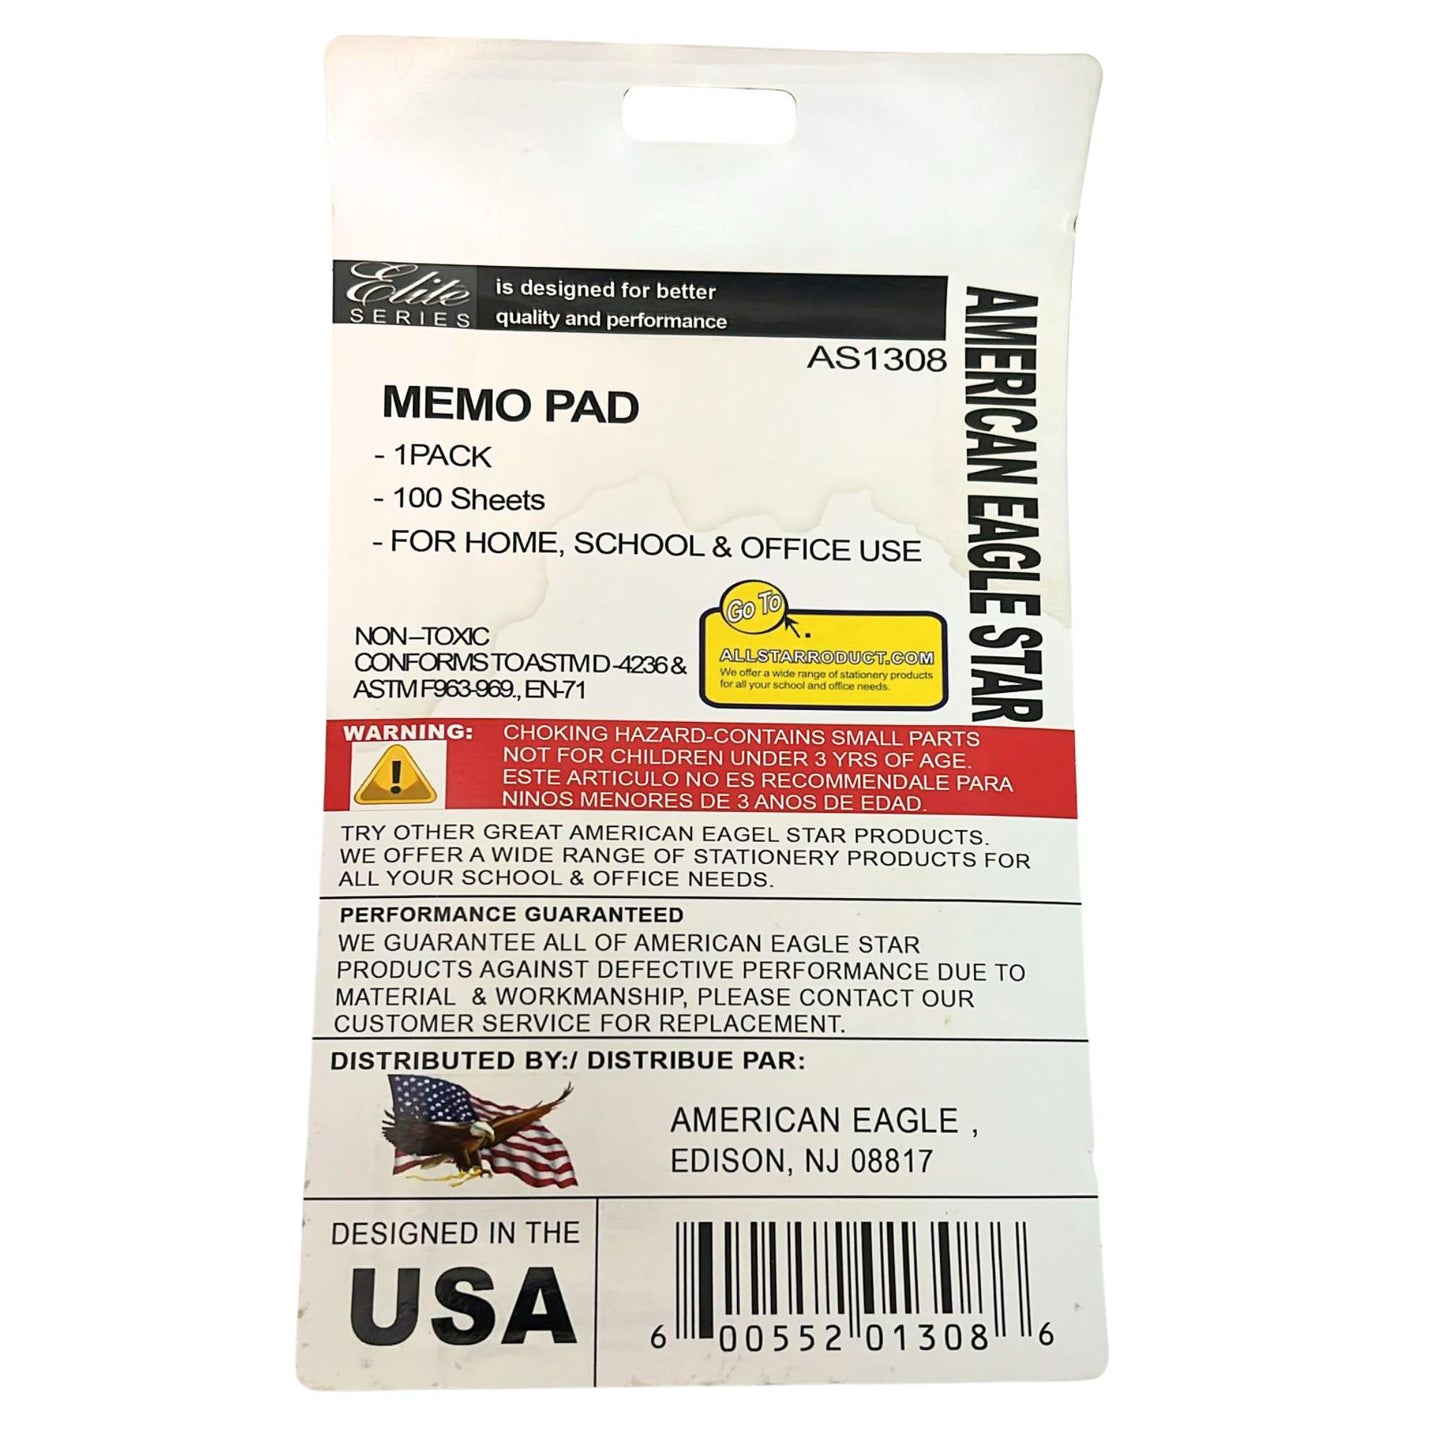 Elite
SERIES
is designed for better
quality and performance
AS1308
AMERICAN EAGLE STAR
MEMO PAD
- 1PACK
- 100 Sheets
- FOR HOME, SCHOOL & OFFICE USE
Go To
ALLSTARRODUCT.COM
We offer a wide range of stationery products
for all your school and office needs.
NON-TOXIC
CONFORMS TO ASTM D-4236 &
ASTM F963-969., EN-71
WARNING:
CHOKING HAZARD-CONTAINS SMALL PARTS
NOT FOR CHILDREN UNDER 3 YRS OF AGE.
ESTE ARTICULO NO ES RECOMMENDALE PARA
NINOS MENORES DE 3 ANOS DE EDAD.
TRY OTHER GREAT AMERICAN EAGEL STAR PRODUCTS.
WE OFFER A WIDE RANGE OF STATIONERY PRODUCTS FOR
ALL YOUR SCHOOL & OFFICE NEEDS.
PERFORMANCE GUARANTEED
WE GUARANTEE ALL OF AMERICAN EAGLE STAR
PRODUCTS AGAINST DEFECTIVE PERFORMANCE DUE TO
MATERIAL & WORKMANSHIP, PLEASE CONTACT OUR
CUSTOMER SERVICE FOR REPLACEMENT.
DISTRIBUTED BY:/ DISTRIBUE PAR:
AMERICAN EAGLE ,
EDISON, NJ 08817
DESIGNED IN THE
USA
6 00552 01308 6